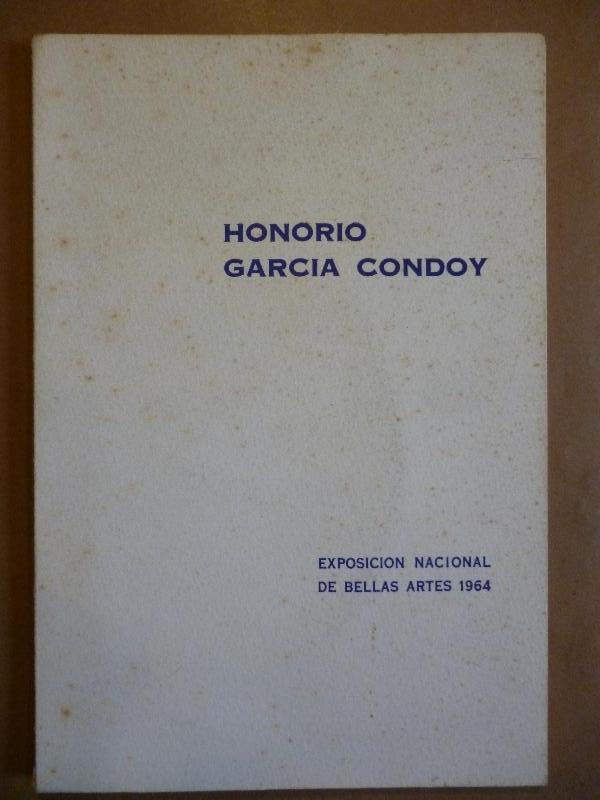 HONORIO
GARCIA CONDOY
EXPOSICION NACIONAL
DE BELLAS ARTES 1964